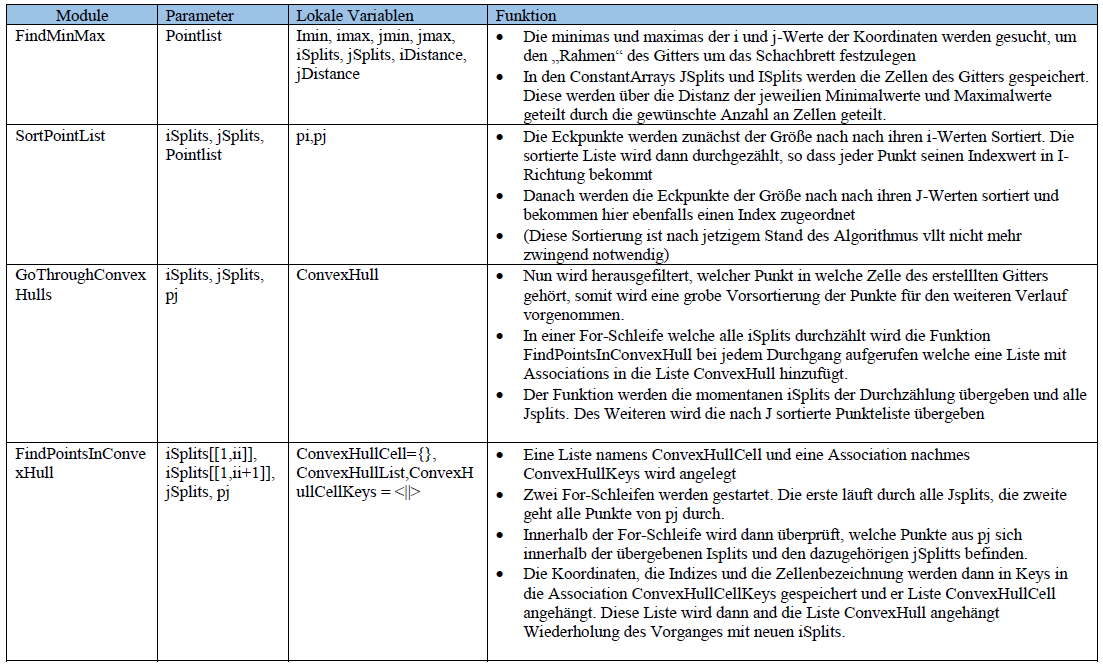 Module Parameter Lokale Variablen Funktion
FindMinMax
Pointlist
Imin, imax, jmin, jmax,
iSplits, jSplits, iDistance,
jDistance
• Die minimas und maximas der i und j-Werte der Koordinaten werden gesucht, um
den „Rahmen“ des Gitters um das Schachbrett festzulegen
• In den ConstantArrays JSplits und ISplits werden die Zellen des Gitters gespeichert.
Diese werden über die Distanz der jeweilien Minimalwerte und Maximalwerte
geteilt durch die gewünschte Anzahl an Zellen geteilt.
SortPointList
iSplits, jSplits,
Pointlist
pi,pj
• Die Eckpunkte werden zunächst der Größe nach nach ihren i-Werten Sortiert. Die
sortierte Liste wird dann durchgezählt, so dass jeder Punkt seinen Indexwert in I-
Richtung bekommt
• Danach werden die Eckpunkte der Größe nach nach ihren J-Werten sortiert und
bekommen hier ebenfalls einen Index zugeordnet
• (Diese Sortierung ist nach jetzigem Stand des Algorithmus vllt nicht mehr
zwingend notwendig)
GoThroughConvex
Hulls
iSplits, jSplits,
pj
ConvexHull
• Nun wird herausgefiltert, welcher Punkt in welche Zelle des erstelllten Gitters
gehört, somit wird eine grobe Vorsortierung der Punkte für den weiteren Verlauf
vorgenommen.
• In einer For-Schleife welche alle iSplits durchzählt wird die Funktion
FindPointsInConvexHull bei jedem Durchgang aufgerufen welche eine Liste mit
Associations in die Liste ConvexHull hinzufügt.
• Der Funktion werden die momentanen iSplits der Durchzählung übergeben und alle
Jsplits. Des Weiteren wird die nach J sortierte Punkteliste übergeben
FindPointsInConve
xHull
iSplits[[1,ii]],
iSplits[[1,ii+1]],
jSplits, pj
ConvexHullCell={},
ConvexHullList,ConvexH
ullCellKeys = <||>
• Eine Liste namens ConvexHullCell und eine Association nachmes
ConvexHullKeys wird angelegt
• Zwei For-Schleifen werden gestartet. Die erste läuft durch alle Jsplits, die zweite
geht alle Punkte von pj durch.
• Innerhalb der For-Schleife wird dann überprüft, welche Punkte aus pj sich
innerhalb der übergebenen Isplits und den dazugehörigen jSplitts befinden.
• Die Koordinaten, die Indizes und die Zellenbezeichnung werden dann in Keys in
die Association ConvexHullCellKeys gespeichert und er Liste ConvexHullCell
angehängt. Diese Liste wird dann and die Liste ConvexHull angehängt
Wiederholung des Vorganges mit neuen iSplits.